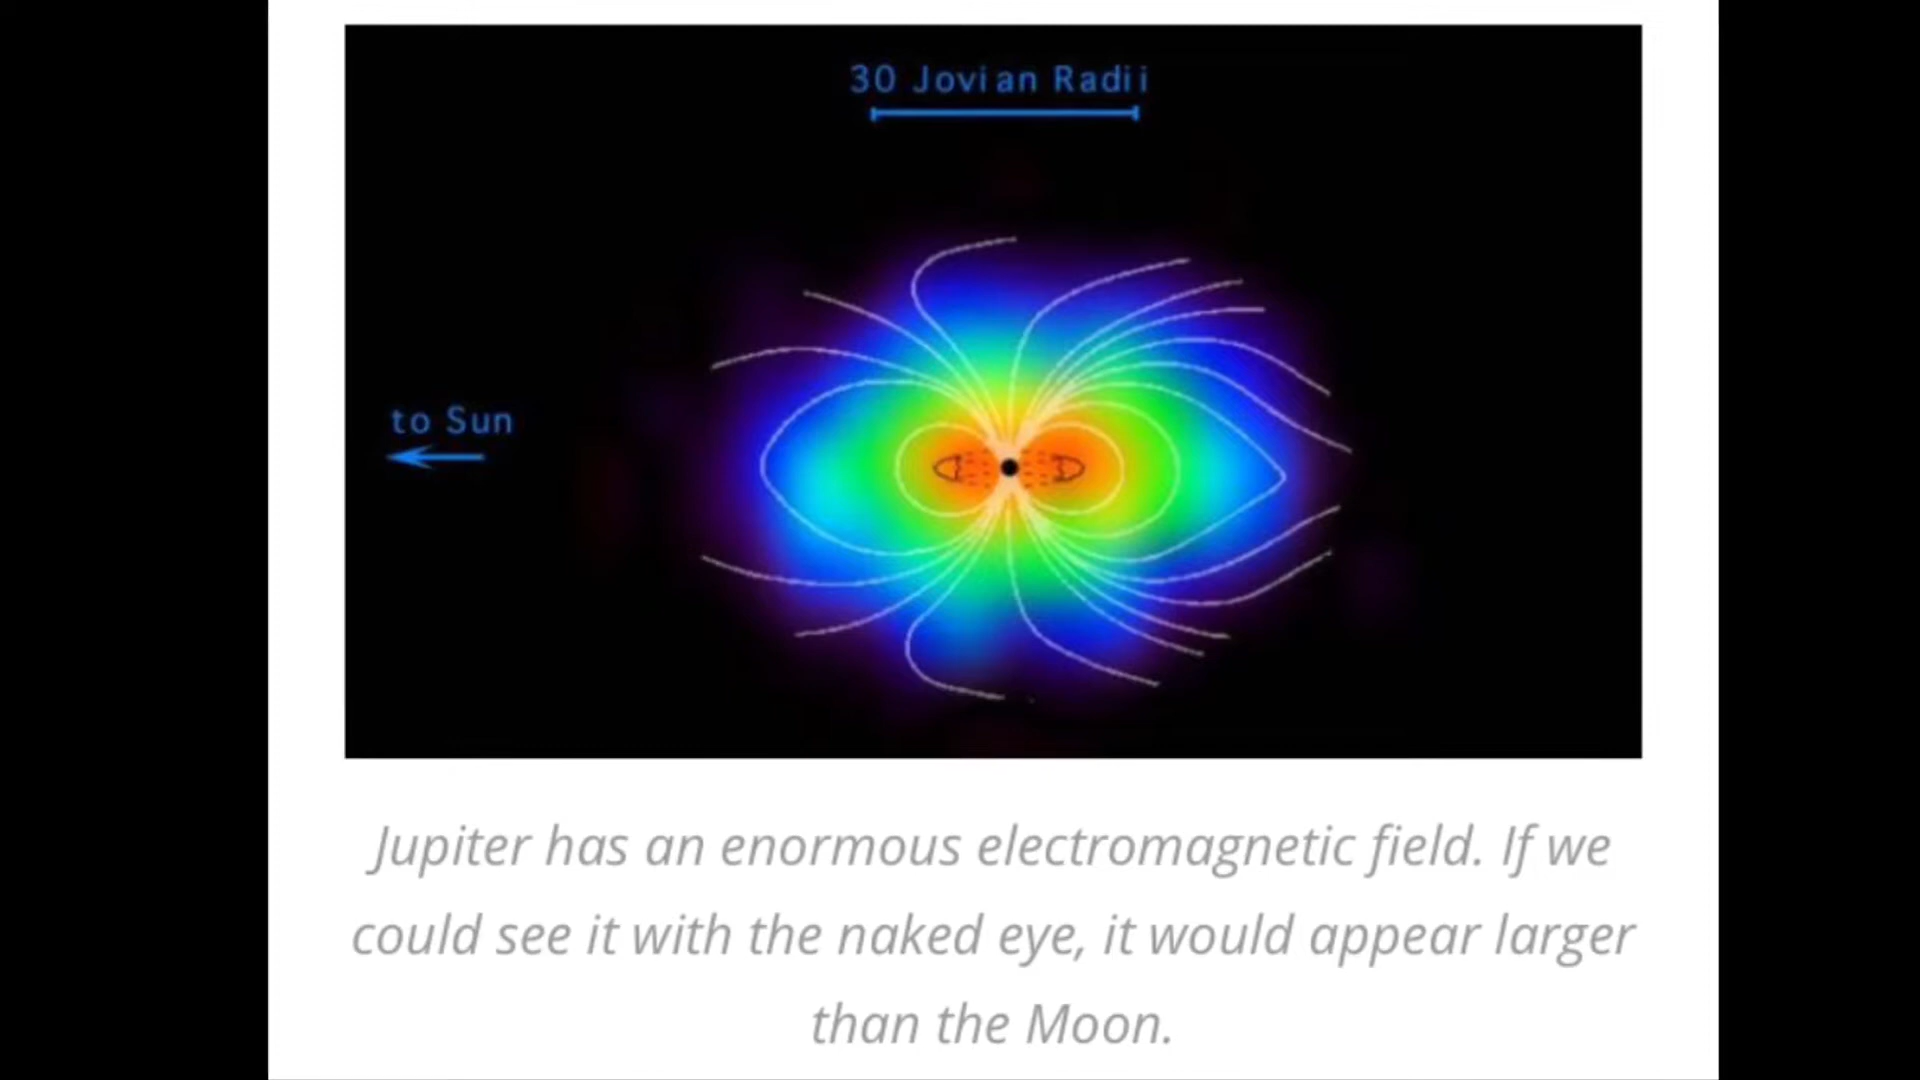 30 Jovian Radii
to Sun
Jupiter has an enormous electromagnetic field. If we
could see it with the naked eye, it would appear larger
than the Moon.